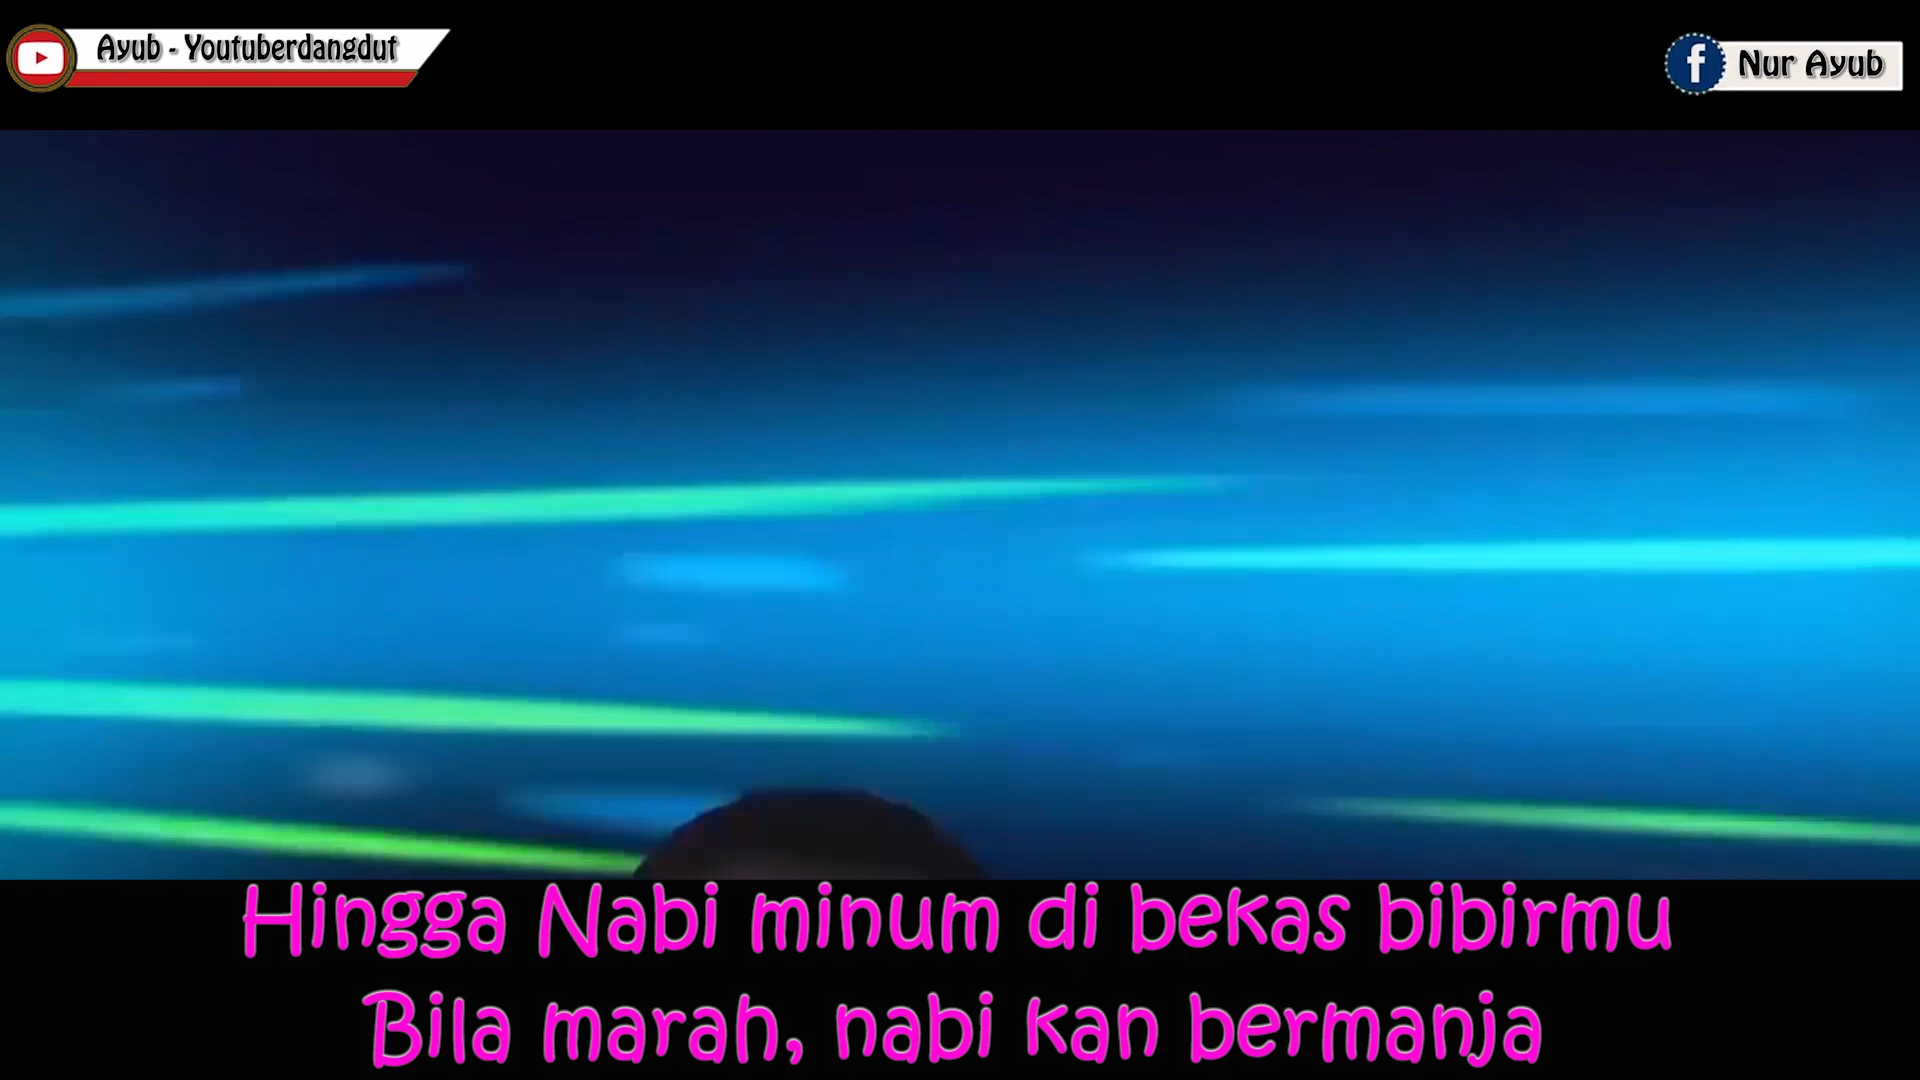 Ayub - Youtuberdangdut
Nur Ayub
Hingga Nabi minum di bekas bibirmu
Bila marah, nabi kan bermanja